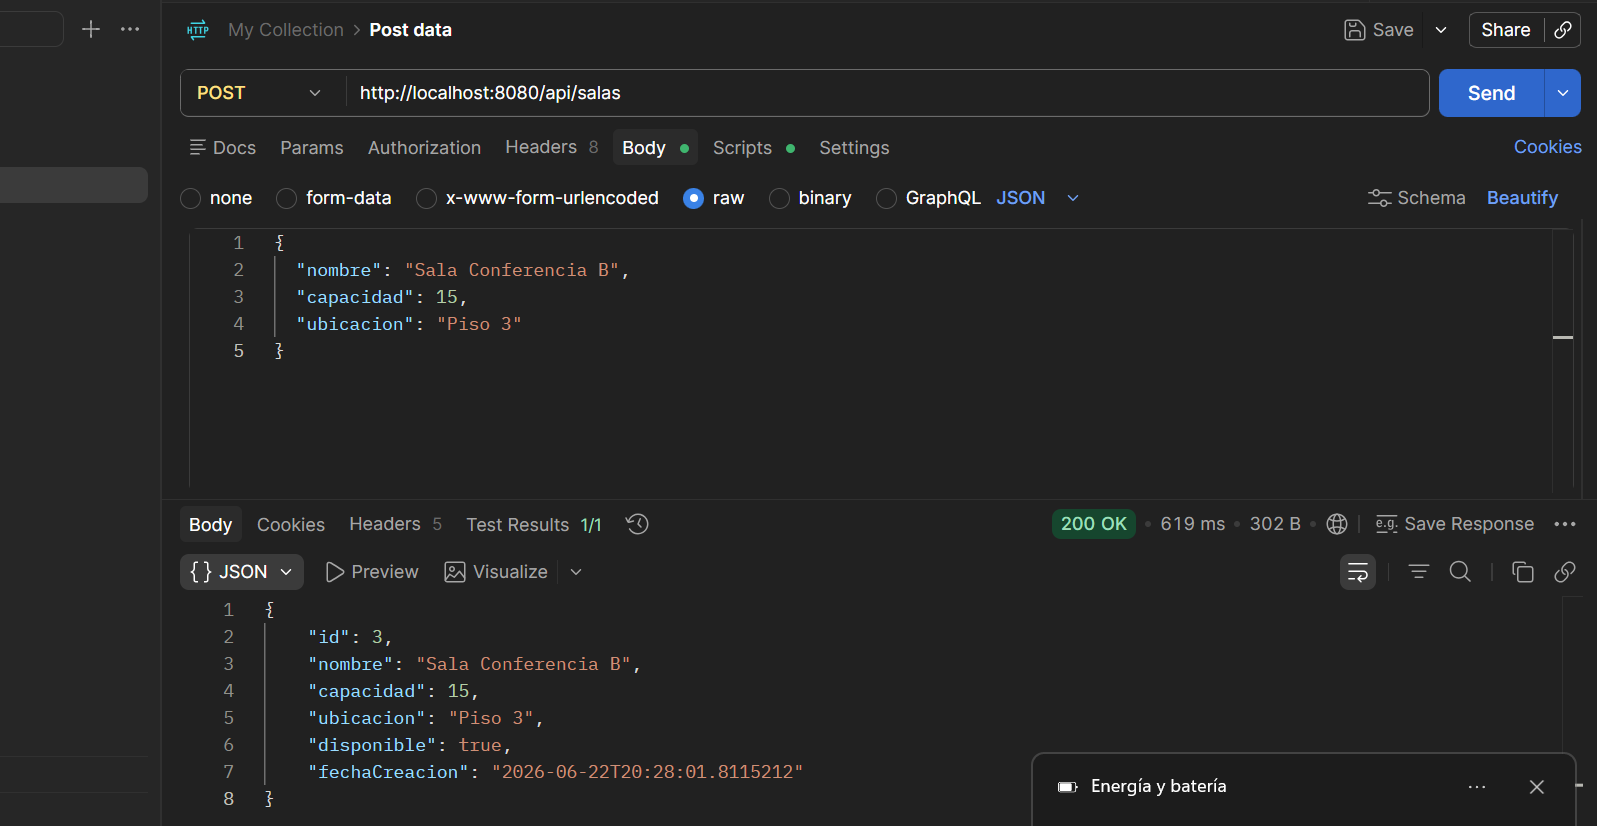 HTTP My Collection > Post data Save Share
POST http://localhost:8080/api/salas Send
Docs Params Authorization Headers 8 Body Scripts Settings Cookies
none form-data x-www-form-urlencoded raw binary GraphQL JSON Schema Beautify
1 {
2 "nombre": "Sala Conferencia B",
3 "capacidad": 15,
4 "ubicacion": "Piso 3"
5 }
Body Cookies Headers 5 Test Results 1/1 200 OK • 619 ms • 302 B • e.g. Save Response
{} JSON Preview Visualize
1 {
2 "id": 3,
3 "nombre": "Sala Conferencia B",
4 "capacidad": 15,
5 "ubicacion": "Piso 3",
6 "disponible": true,
7 "fechaCreacion": "2026-06-22T20:28:01.8115212"
8 }
Energía y batería